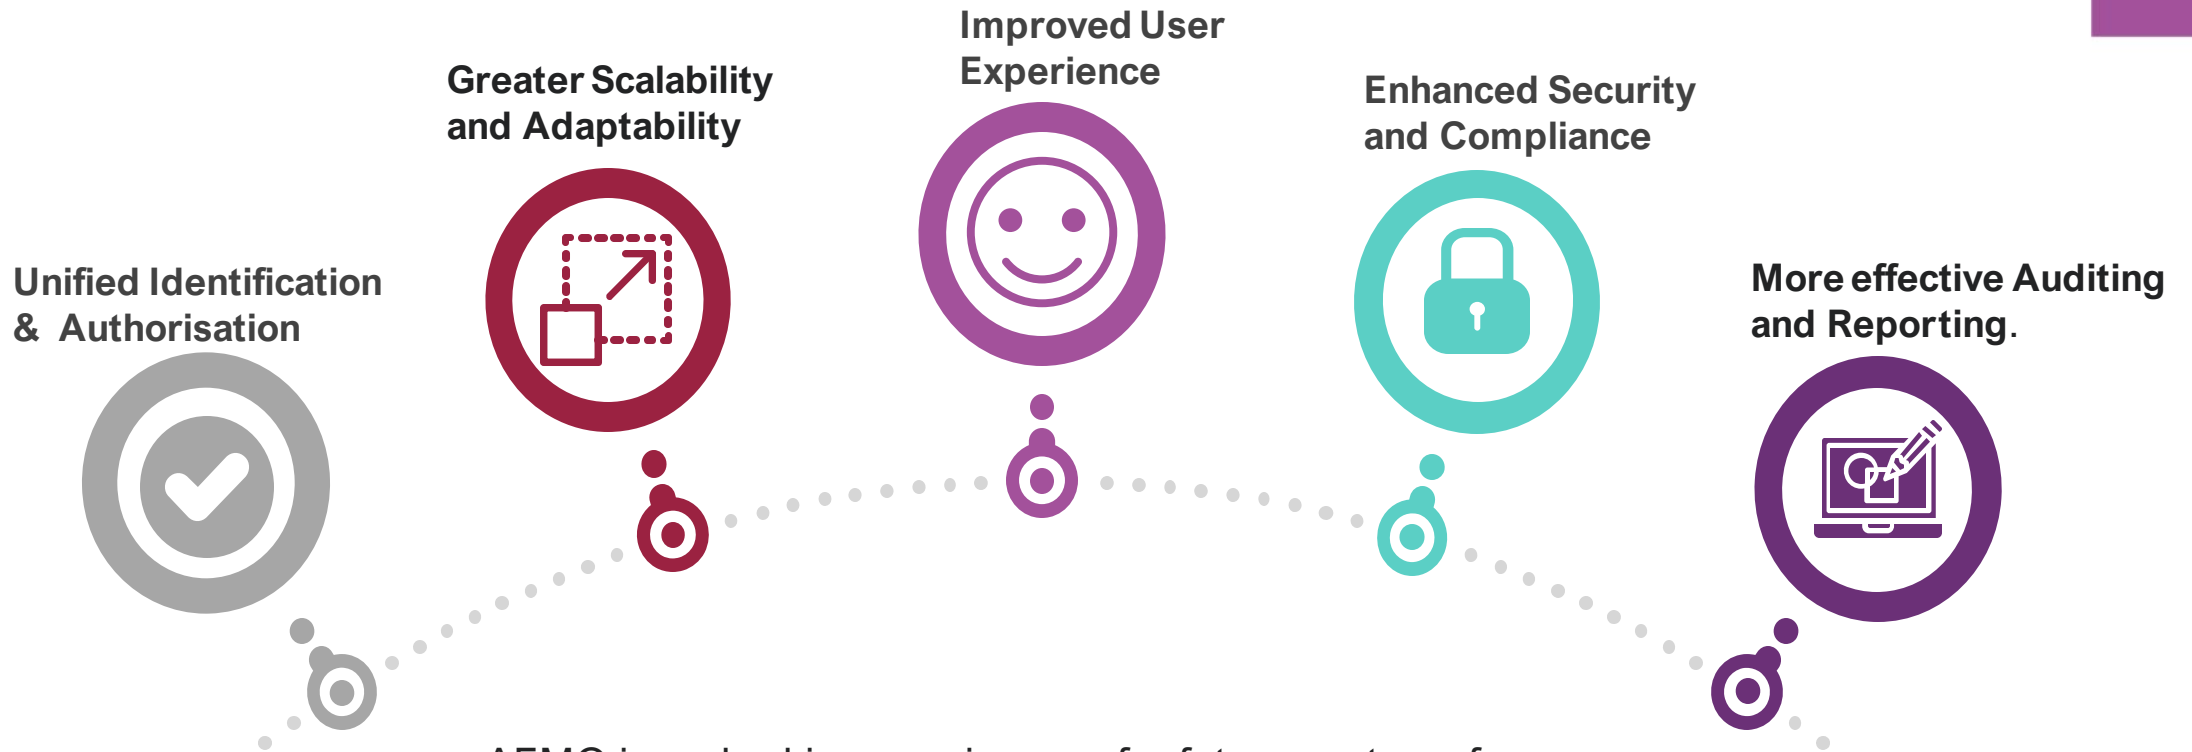 Improved User
Experience
Greater Scalability
and Adaptability
Enhanced Security
and Compliance
Unified Identification
& Authorisation
More effective Auditing
and Reporting.